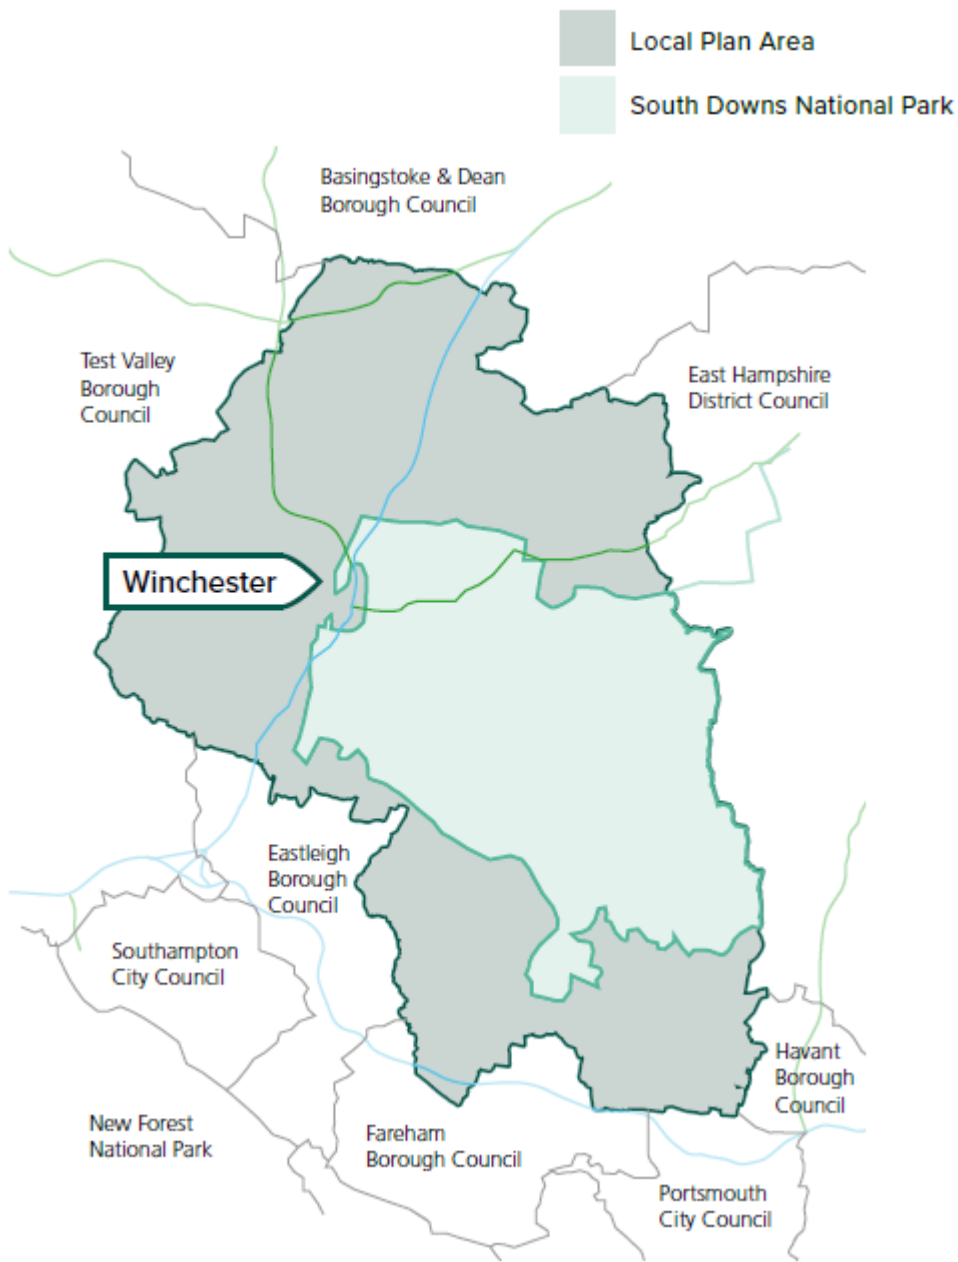 Local Plan Area
South Downs National Park
Basingstoke & Dean
Borough Council
Test Valley
Borough
Council
East Hampshire
District Council
Winchester
Eastleigh
Borough
Council
Southampton
City Council
Havant
Borough
Council
New Forest
National Park
Fareham
Borough Council
Portsmouth
City Council